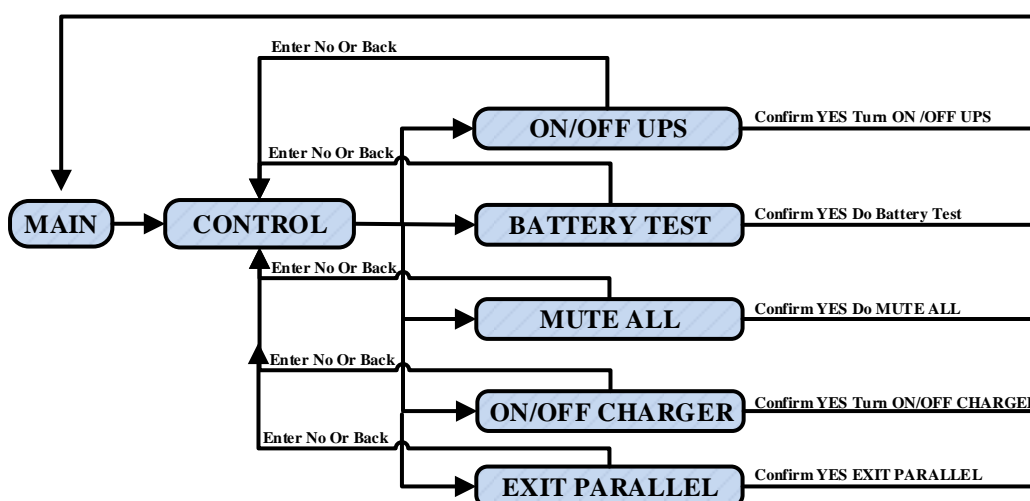 Enter No Or Back
ON/OFF UPS
Confirm YES Turn ON /OFF UPS
Enter No Or Back
MAIN
CONTROL
BATTERY TEST
Confirm YES Do Battery Test
Enter No Or Back
MUTE ALL
Confirm YES Do MUTE ALL
Enter No Or Back
ON/OFF CHARGER
Confirm YES Turn ON/OFF CHARGER
Enter No Or Back
EXIT PARALLEL
Confirm YES EXIT PARALLEL